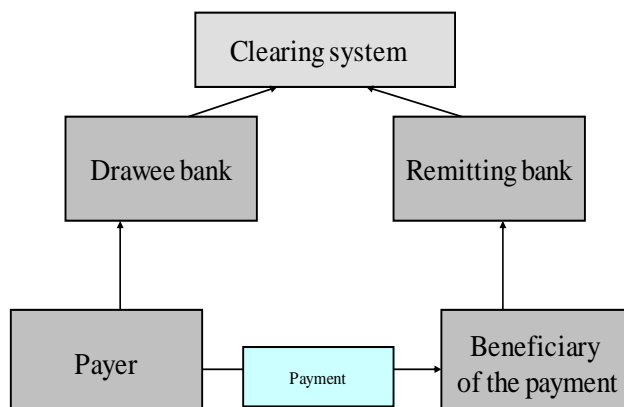 Clearing system
Drawee bank
Remitting bank
Payer
Payment
Beneficiary
of the payment